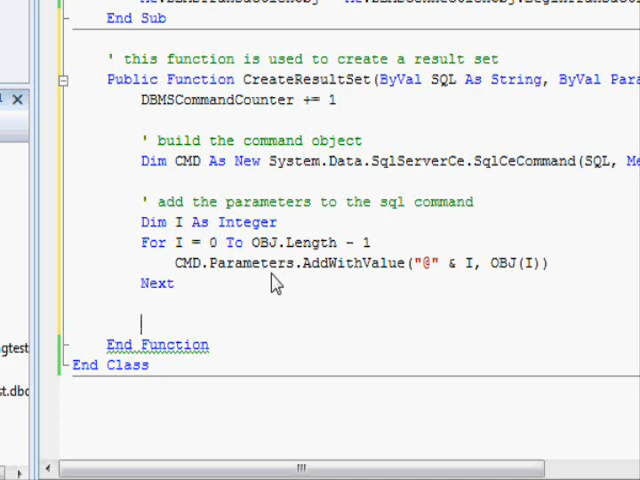 End Sub
' this function is used to create a result set
Public Function CreateResultSet(ByVal SQL As String, ByVal Para
DBMSCommandCounter += 1
' build the command object
Dim CMD As New System.Data.SqlServerCe.SqlCeCommand(SQL, Me
' add the parameters to the sql command
Dim I As Integer
For I = 0 To OBJ.Length - 1
CMD.Parameters.AddWithValue("@" & I, OBJ(I))
Next
End Function
End Class
ngtest
st.dbc